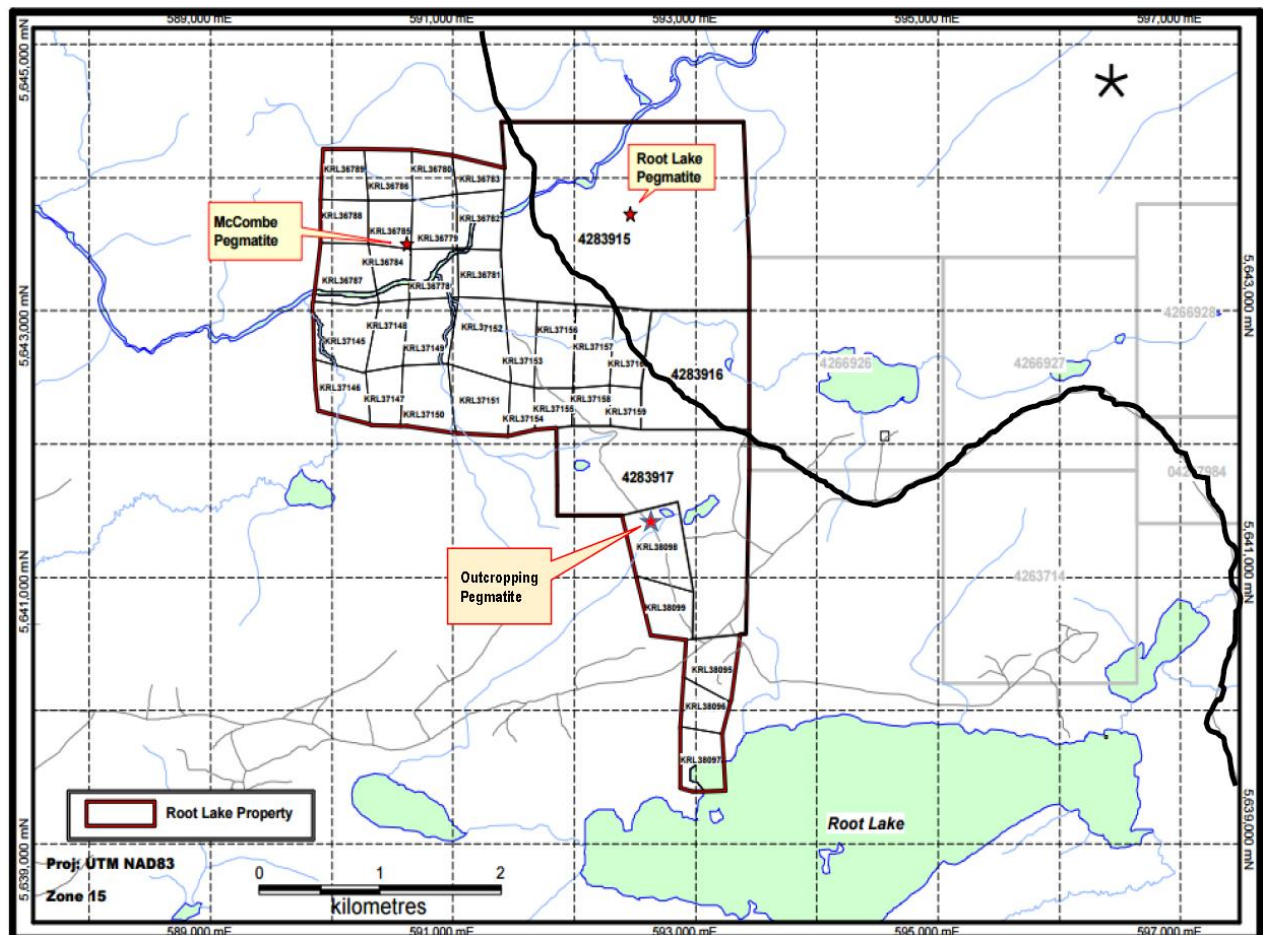 589,000 mE
591,000 mE
593,000 mE
595,000 mE
597,000 mE
5,645,000 mN
Root Lake
Pegmatite
KRL36789
KRL36780
KRL36783
KRL36786
McCombe
Pegmatite
KRL36788
KRL36782
KRL36785
KRL36779
4283915
KRL36784
KRL36781
KRL36787
KRL36778
5,643,000 mN
5,643,000 mN
4266928
KRL37148
KRL37152
KRL37156
KRL37145
KRL37149
KRL37157
KRL37153
4266926
4266927
4283916
KRL37146
KRL37147
KRL37151
KRL37158
KRL37150
KRL37155
KRL37159
KRL37154
4283917
KRL38098
Outcropping
Pegmatite
5,641,000 mN
5,641,000 mN
4263714
KRL38099
KRL38095
KRL38096
KRL38097
Root Lake Property
Root Lake
5,639,000 mN
5,639,000 mN
Proj: UTM NAD83
Zone 15
0
1
2
kilometres
589,000 mE
591,000 mE
593,000 mE
595,000 mE
597,000 mE